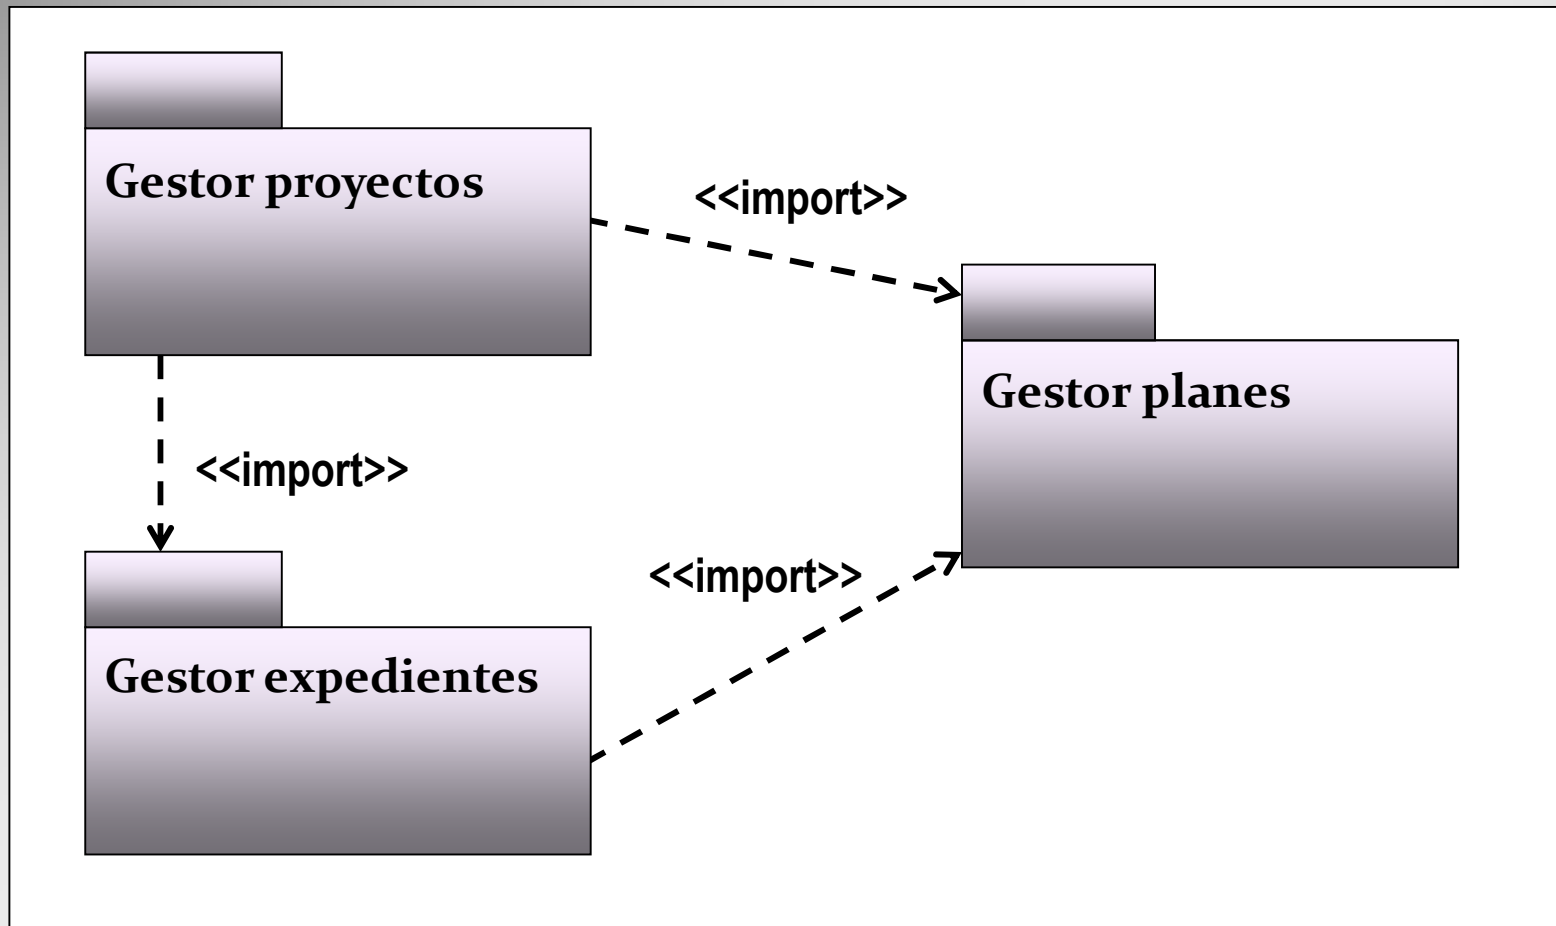 Gestor proyectos
<<import>>
Gestor planes
<<import>>
<<import>>
Gestor expedientes